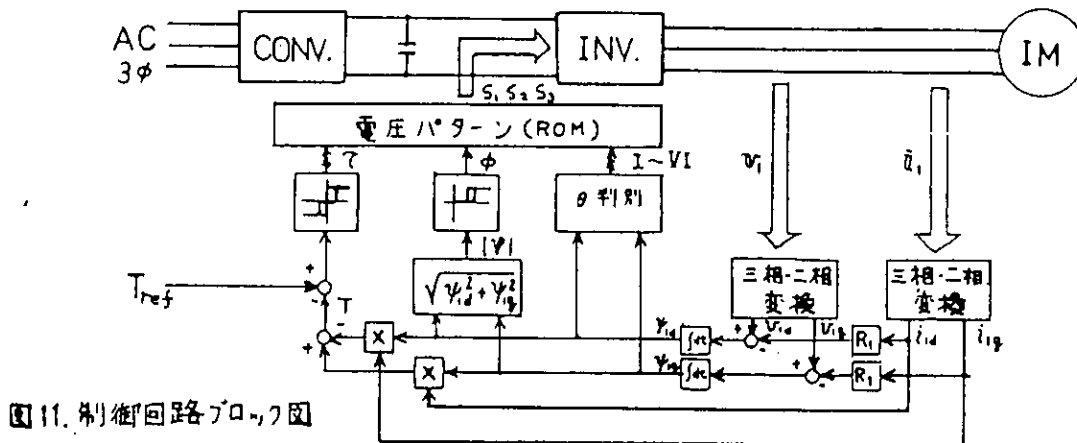 AC
3φ
CONV.
INV.
IM
S₁ S₂ S₃
電圧パターン(ROM)
τ
φ
I~VI
θ判別
v₁
i₁
|ψ|
√ψ₁d²+ψ₁q²
三相-二相
変換
三相-二相
変換
Tref
+
-
T
-
+
X
X
ψ₁d
∫dt
+
-
v₁d
v₁q
R₁
i₁d
i₁q
ψ₁q
∫dt
+
-
R₁
図11. 制御回路ブロック図